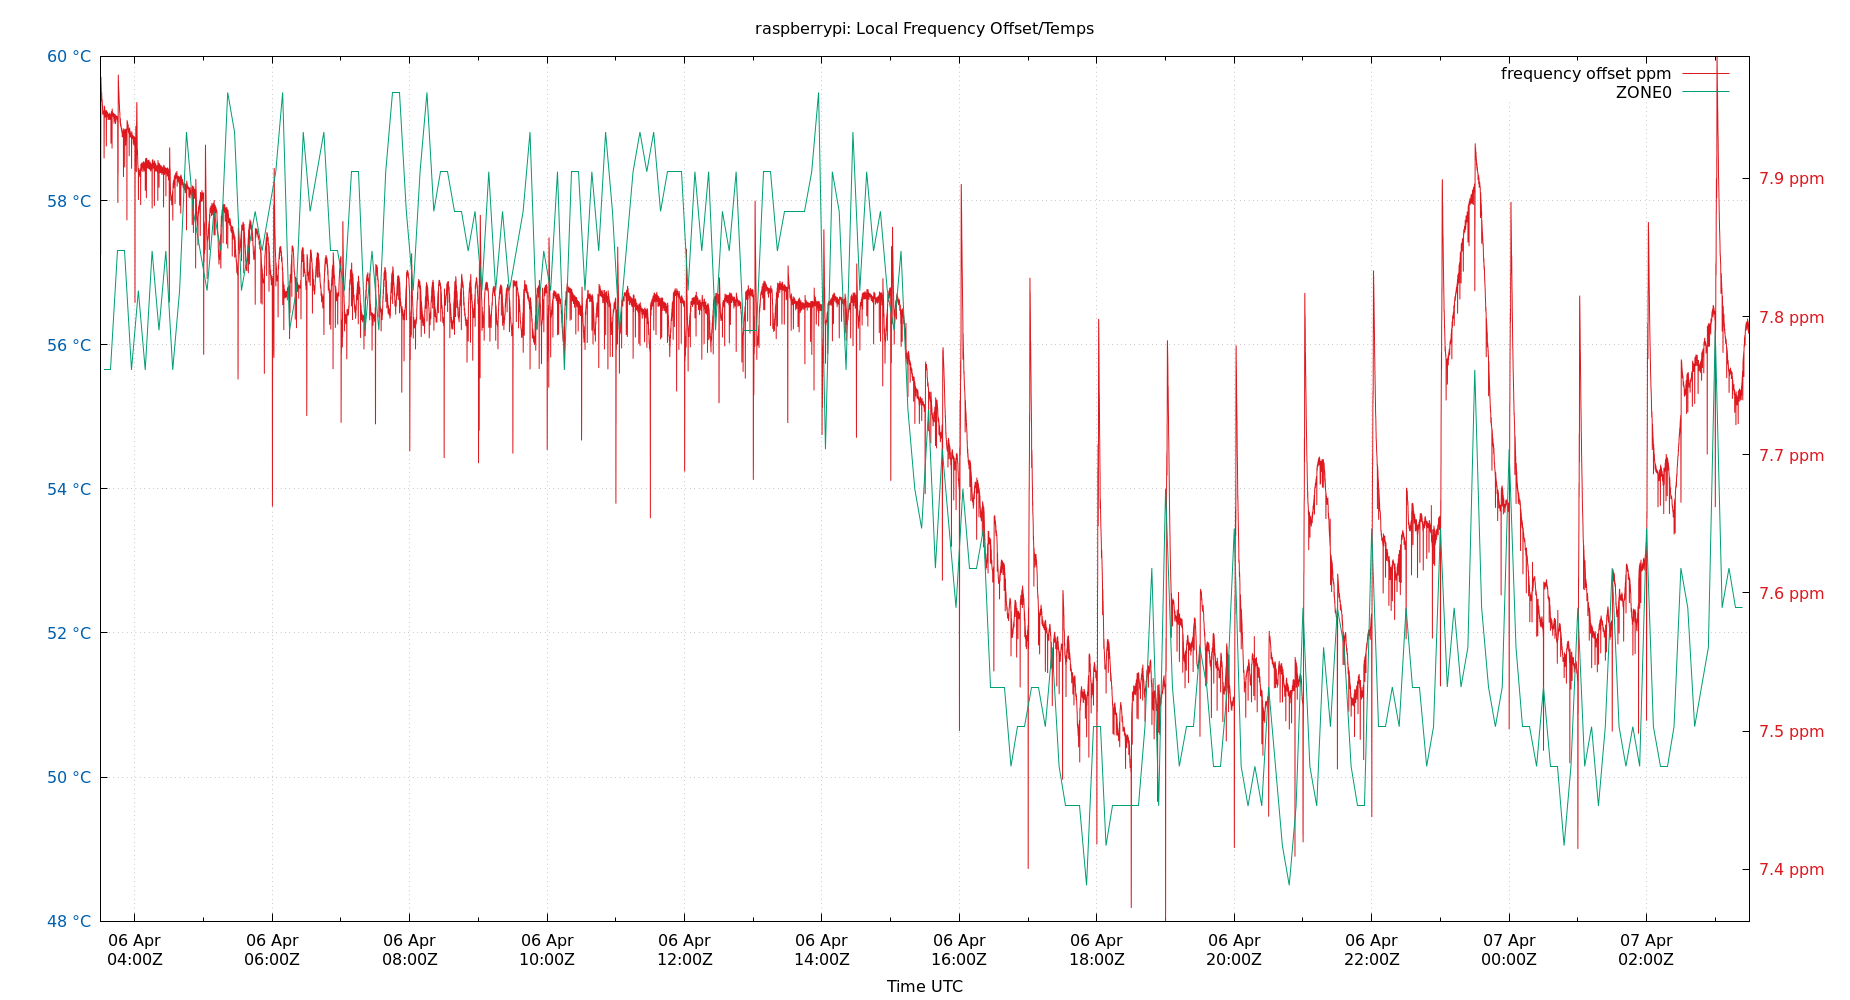 raspberrypi: Local Frequency Offset/Temps
60 °C
58 °C
56 °C
54 °C
52 °C
50 °C
48 °C
frequency offset ppm
ZONE0
7.9 ppm
7.8 ppm
7.7 ppm
7.6 ppm
7.5 ppm
7.4 ppm
06 Apr
04:00Z
06 Apr
06:00Z
06 Apr
08:00Z
06 Apr
10:00Z
06 Apr
12:00Z
06 Apr
14:00Z
06 Apr
16:00Z
06 Apr
18:00Z
06 Apr
20:00Z
06 Apr
22:00Z
07 Apr
00:00Z
07 Apr
02:00Z
Time UTC